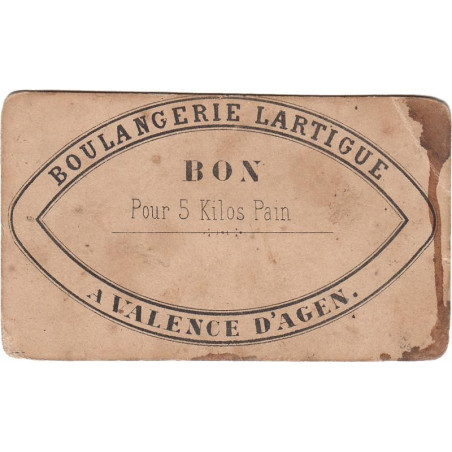 BOULANGERIE LARTIGUE
BON
Pour 5 Kilos Pain
A VALENCE D'AGEN.